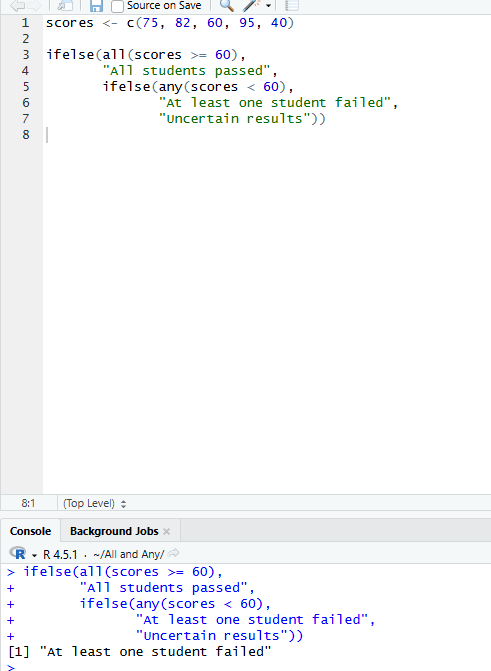 Source on Save
1 scores <- c(75, 82, 60, 95, 40)
2
3 ifelse(all(scores >= 60),
4        "All students passed",
5        ifelse(any(scores < 60),
6               "At least one student failed",
7               "Uncertain results"))
8
8:1 (Top Level)
Console Background Jobs
R 4.5.1 · ~/All and Any/
> ifelse(all(scores >= 60),
+        "All students passed",
+        ifelse(any(scores < 60),
+               "At least one student failed",
+               "Uncertain results"))
[1] "At least one student failed"
>